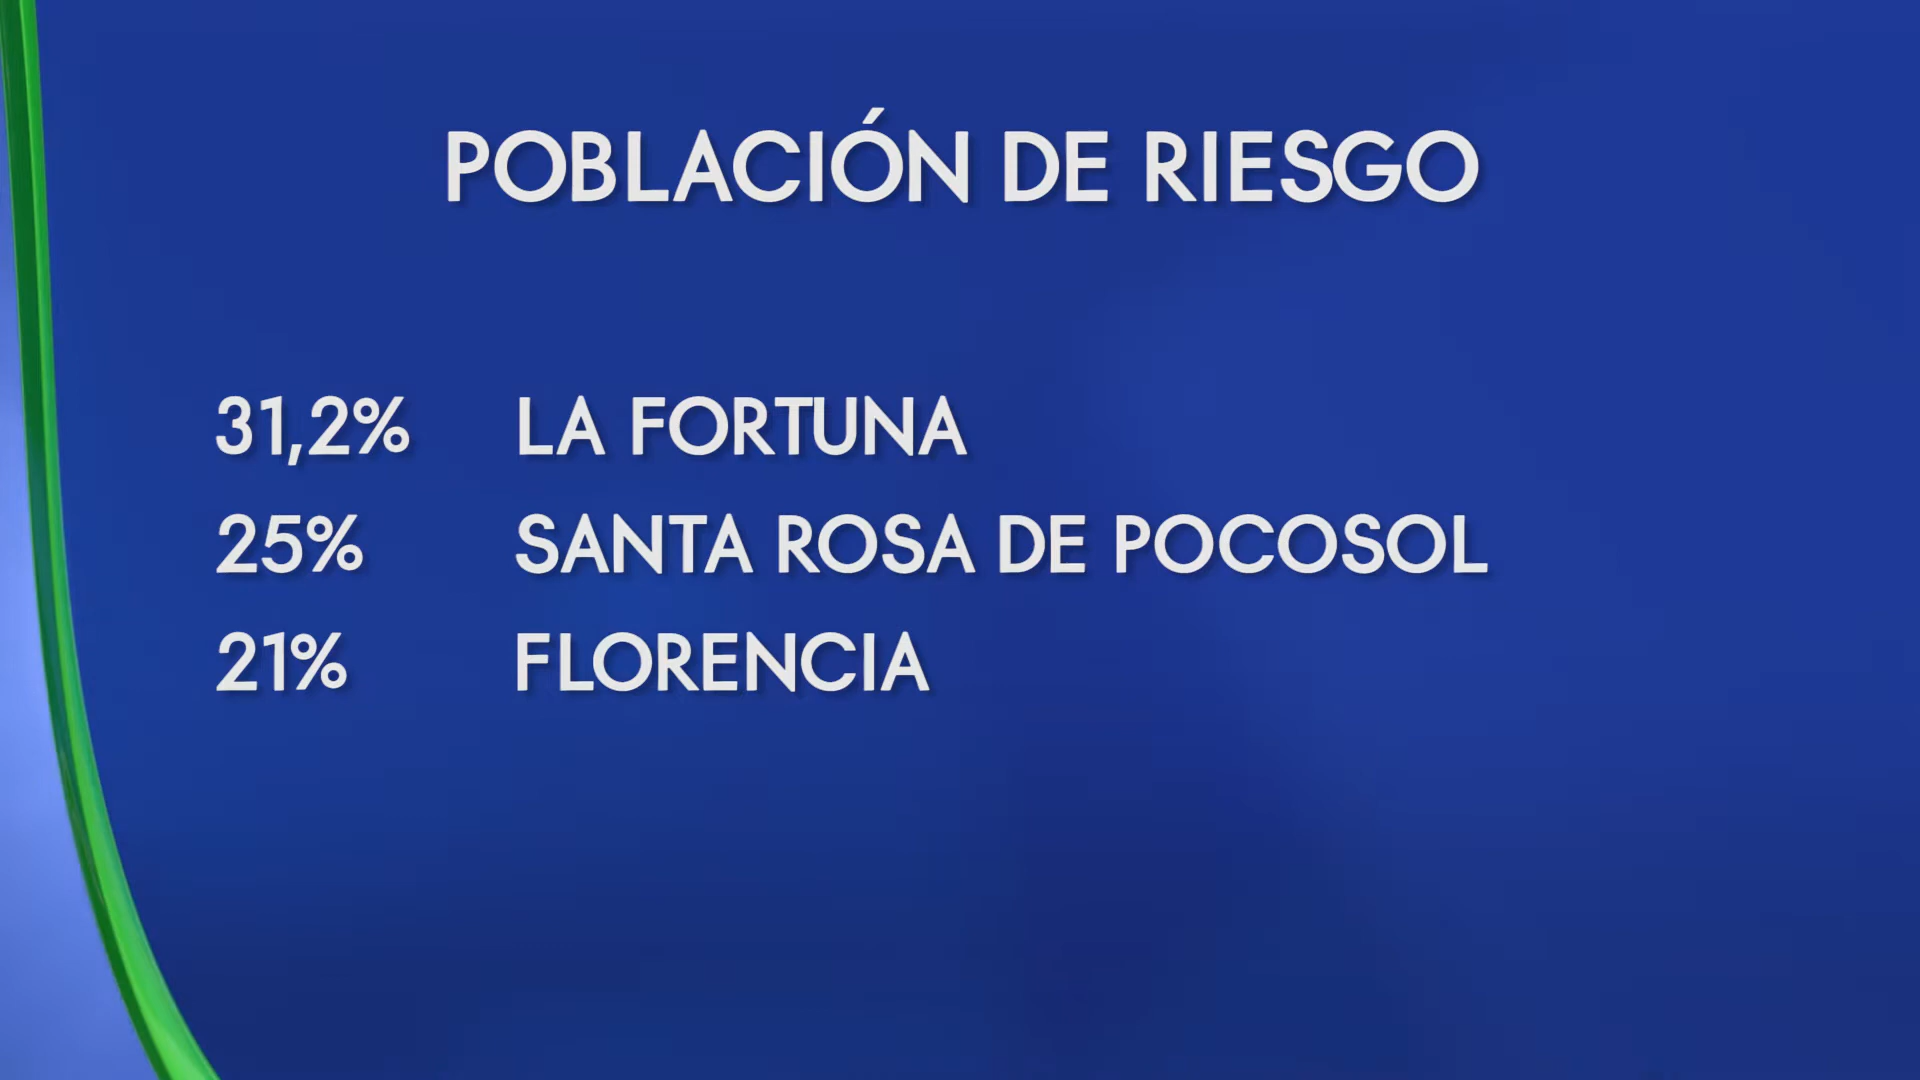 POBLACIÓN DE RIESGO
31,2% LA FORTUNA
25% SANTA ROSA DE POCOSOL
21% FLORENCIA